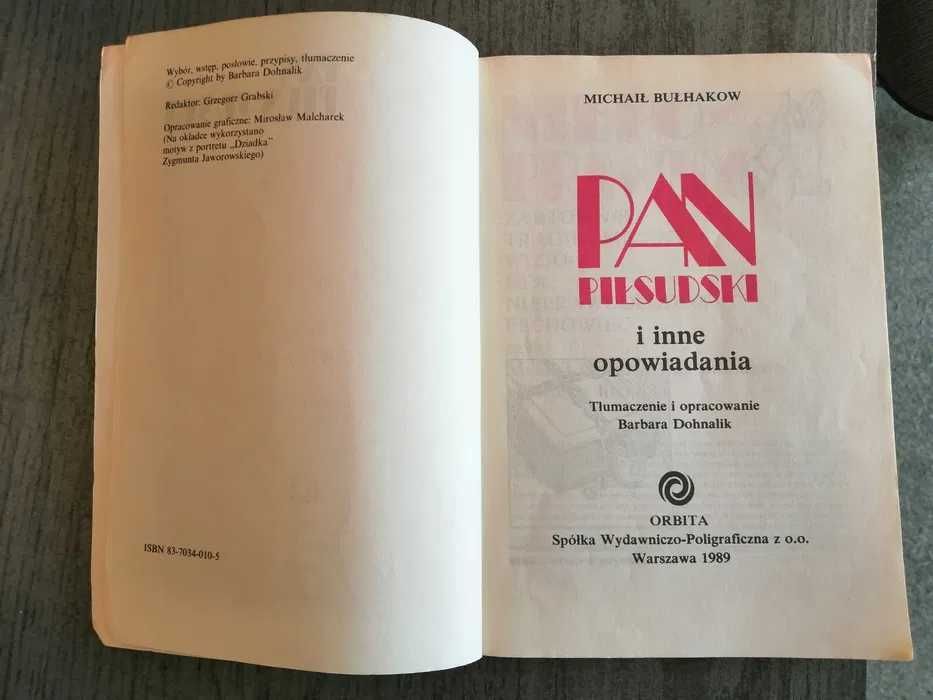 Wybór, wstęp, posłowie, przypisy, tłumaczenie
© Copyright by Barbara Dohnalik
Redaktor: Grzegorz Grabski
Opracowanie graficzne: Mirosław Malcharek
(Na okładce wykorzystano
motyw z portretu „Dziadka"
Zygmunta Jaworowskiego)
ISBN 83-7034-010-5
MICHAIŁ BUŁHAKOW
PAN
PIŁSUDSKI
i inne
opowiadania
Tłumaczenie i opracowanie
Barbara Dohnalik
ORBITA
Spółka Wydawniczo-Poligraficzna z o.o.
Warszawa 1989